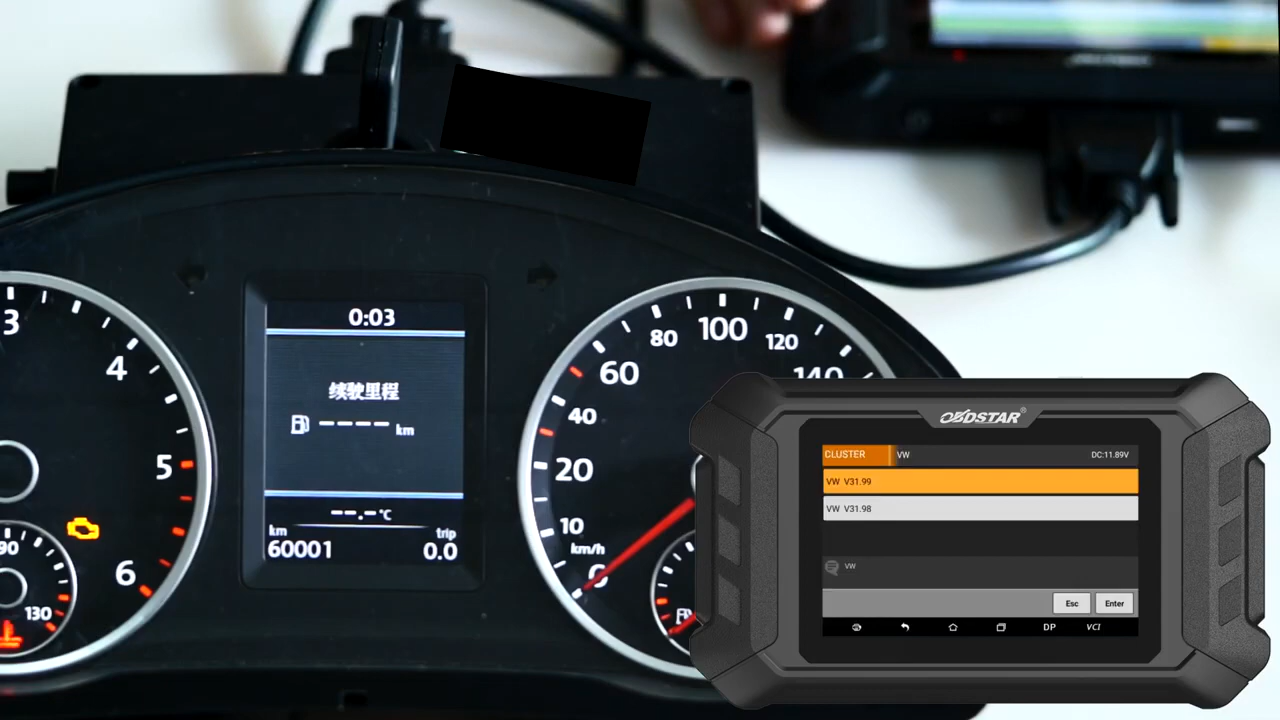 0:03
续驶里程
---- km
--.-°C
km
trip
60001
0.0
3
4
5
6
90
130
0
10
20
40
60
80
100
120
140
km/h
OBDSTAR®
CLUSTER VW DC:11.89V
VW V31.99
VW V31.98
VW
Esc
Enter
DP
VCI